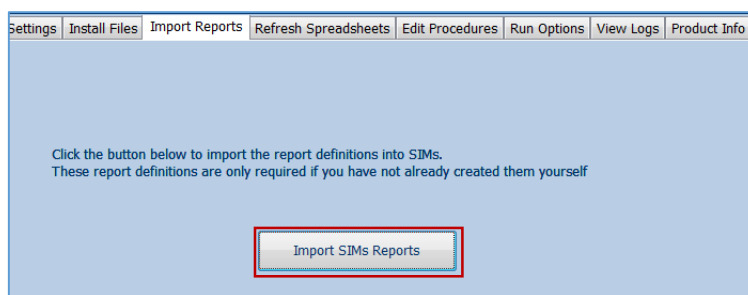 Settings Install Files Import Reports Refresh Spreadsheets Edit Procedures Run Options View Logs Product Info
Click the button below to import the report definitions into SIMs.
These report definitions are only required if you have not already created them yourself
Import SIMs Reports